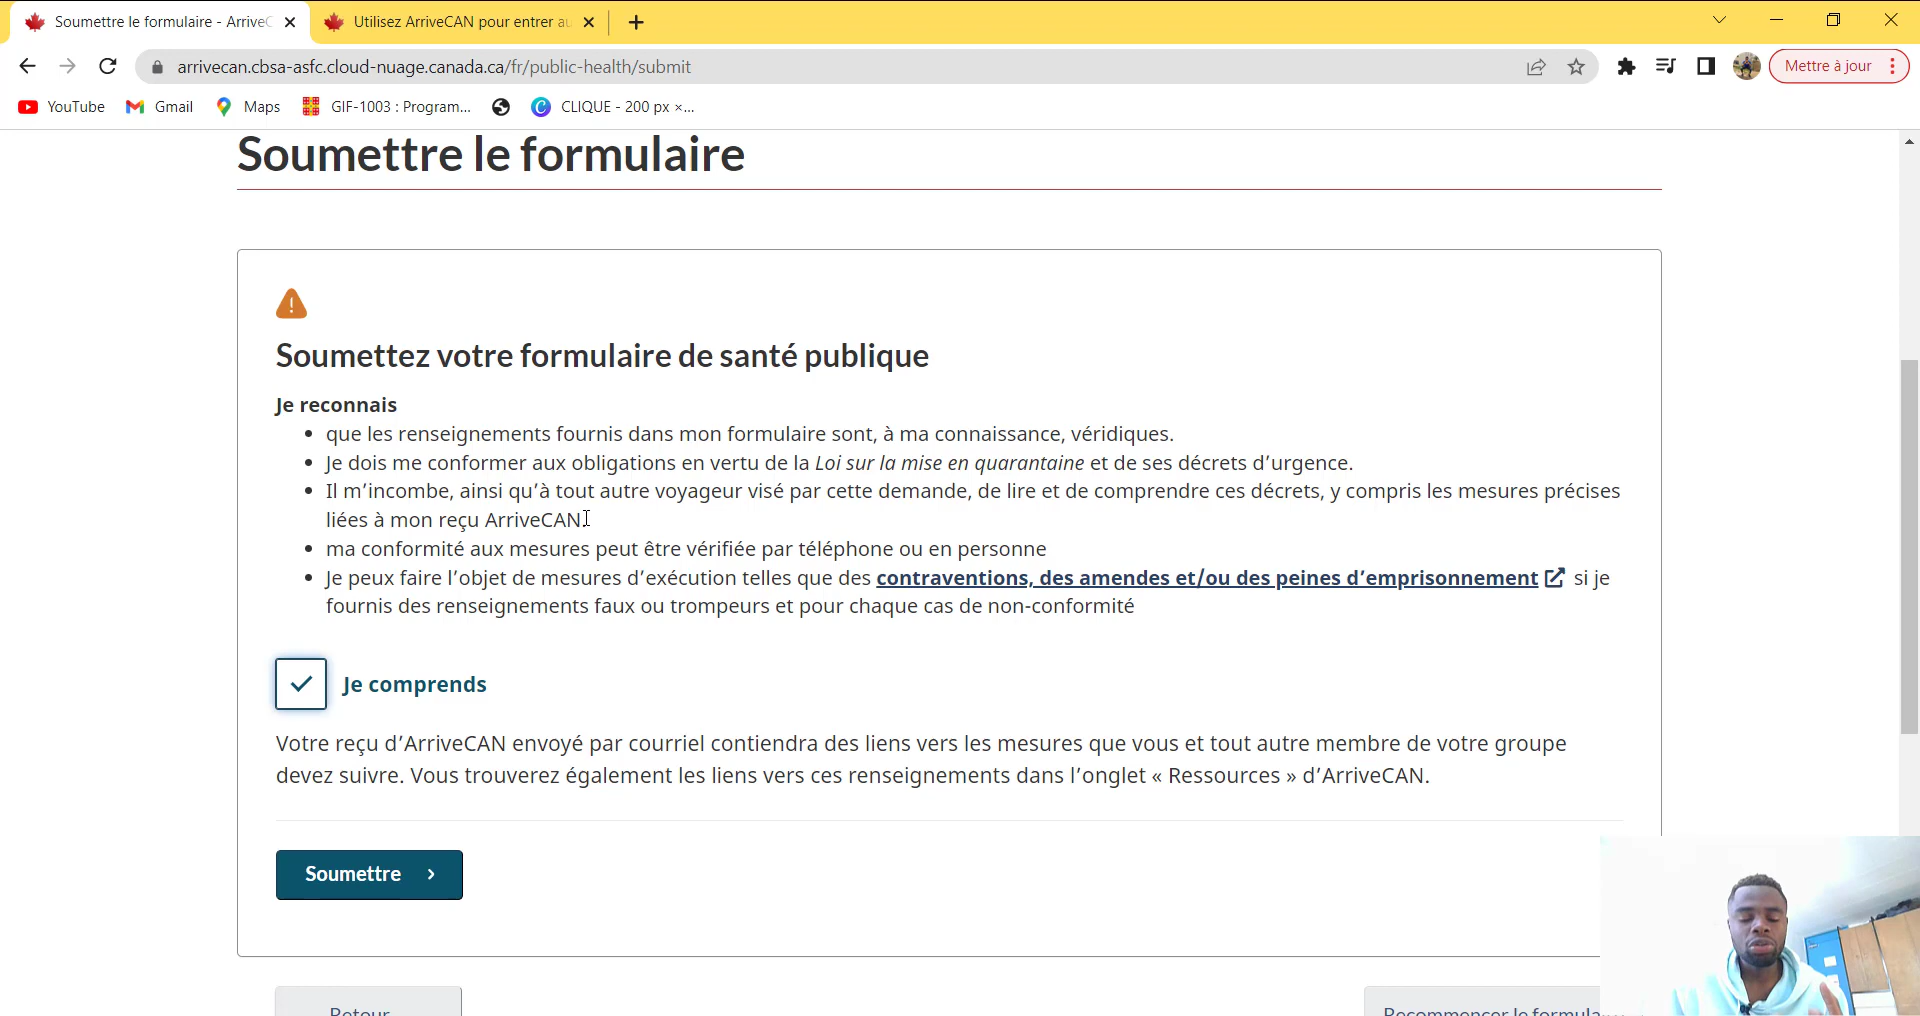 Soumettre le formulaire - ArriveC
Utilisez ArriveCAN pour entrer au
arrivecan.cbsa-asfc.cloud-nuage.canada.ca/fr/public-health/submit
Mettre à jour
YouTube
Gmail
Maps
GIF-1003 : Program...
CLIQUE - 200 px ×...
Soumettre le formulaire
Soumettez votre formulaire de santé publique
Je reconnais
• que les renseignements fournis dans mon formulaire sont, à ma connaissance, véridiques.
• Je dois me conformer aux obligations en vertu de la Loi sur la mise en quarantaine et de ses décrets d’urgence.
• Il m’incombe, ainsi qu’à tout autre voyageur visé par cette demande, de lire et de comprendre ces décrets, y compris les mesures précises
liées à mon reçu ArriveCAN.
• ma conformité aux mesures peut être vérifiée par téléphone ou en personne
• Je peux faire l’objet de mesures d’exécution telles que des contraventions, des amendes et/ou des peines d’emprisonnement si je
fournis des renseignements faux ou trompeurs et pour chaque cas de non-conformité
Je comprends
Votre reçu d’ArriveCAN envoyé par courriel contiendra des liens vers les mesures que vous et tout autre membre de votre groupe
devez suivre. Vous trouverez également les liens vers ces renseignements dans l’onglet « Ressources » d’ArriveCAN.
Soumettre
Retour
Recommencer le formula